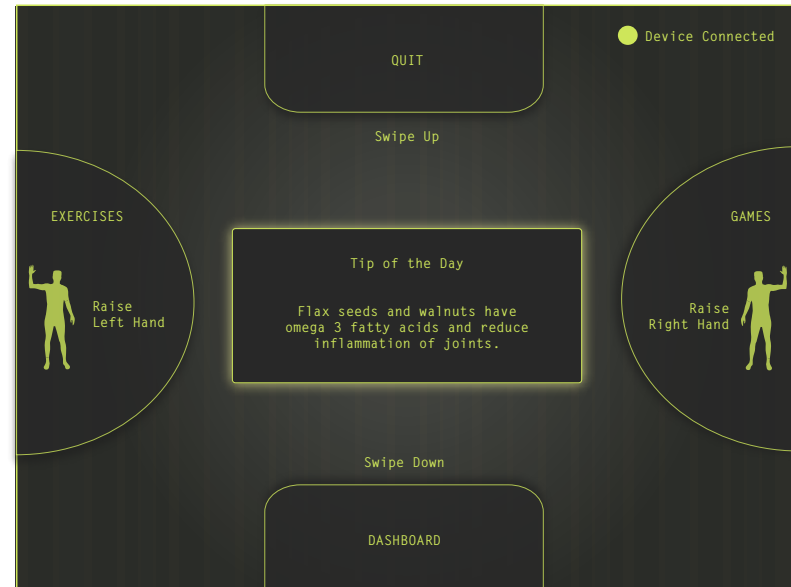 QUIT
Device Connected
Swipe Up
EXERCISES
Raise
Left Hand
Tip of the Day
Flax seeds and walnuts have
omega 3 fatty acids and reduce
inflammation of joints.
GAMES
Raise
Right Hand
Swipe Down
DASHBOARD